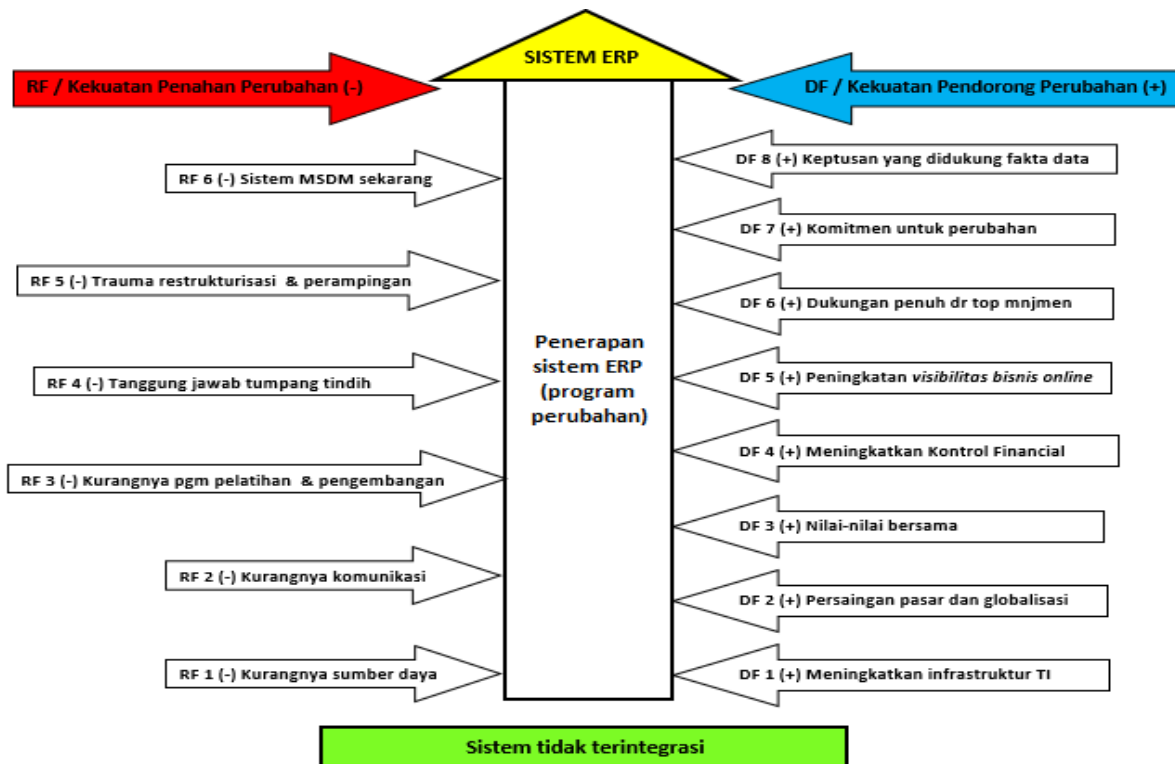 SISTEM ERP
RF / Kekuatan Penahan Perubahan (-)
DF / Kekuatan Pendorong Perubahan (+)
RF 6 (-) Sistem MSDM sekarang
RF 5 (-) Trauma restrukturisasi & perampingan
RF 4 (-) Tanggung jawab tumpang tindih
RF 3 (-) Kurangnya pgm pelatihan & pengembangan
RF 2 (-) Kurangnya komunikasi
RF 1 (-) Kurangnya sumber daya
Penerapan
sistem ERP
(program
perubahan)
DF 8 (+) Keptusan yang didukung fakta data
DF 7 (+) Komitmen untuk perubahan
DF 6 (+) Dukungan penuh dr top mnjmen
DF 5 (+) Peningkatan visibilitas bisnis online
DF 4 (+) Meningkatkan Kontrol Financial
DF 3 (+) Nilai-nilai bersama
DF 2 (+) Persaingan pasar dan globalisasi
DF 1 (+) Meningkatkan infrastruktur TI
Sistem tidak terintegrasi